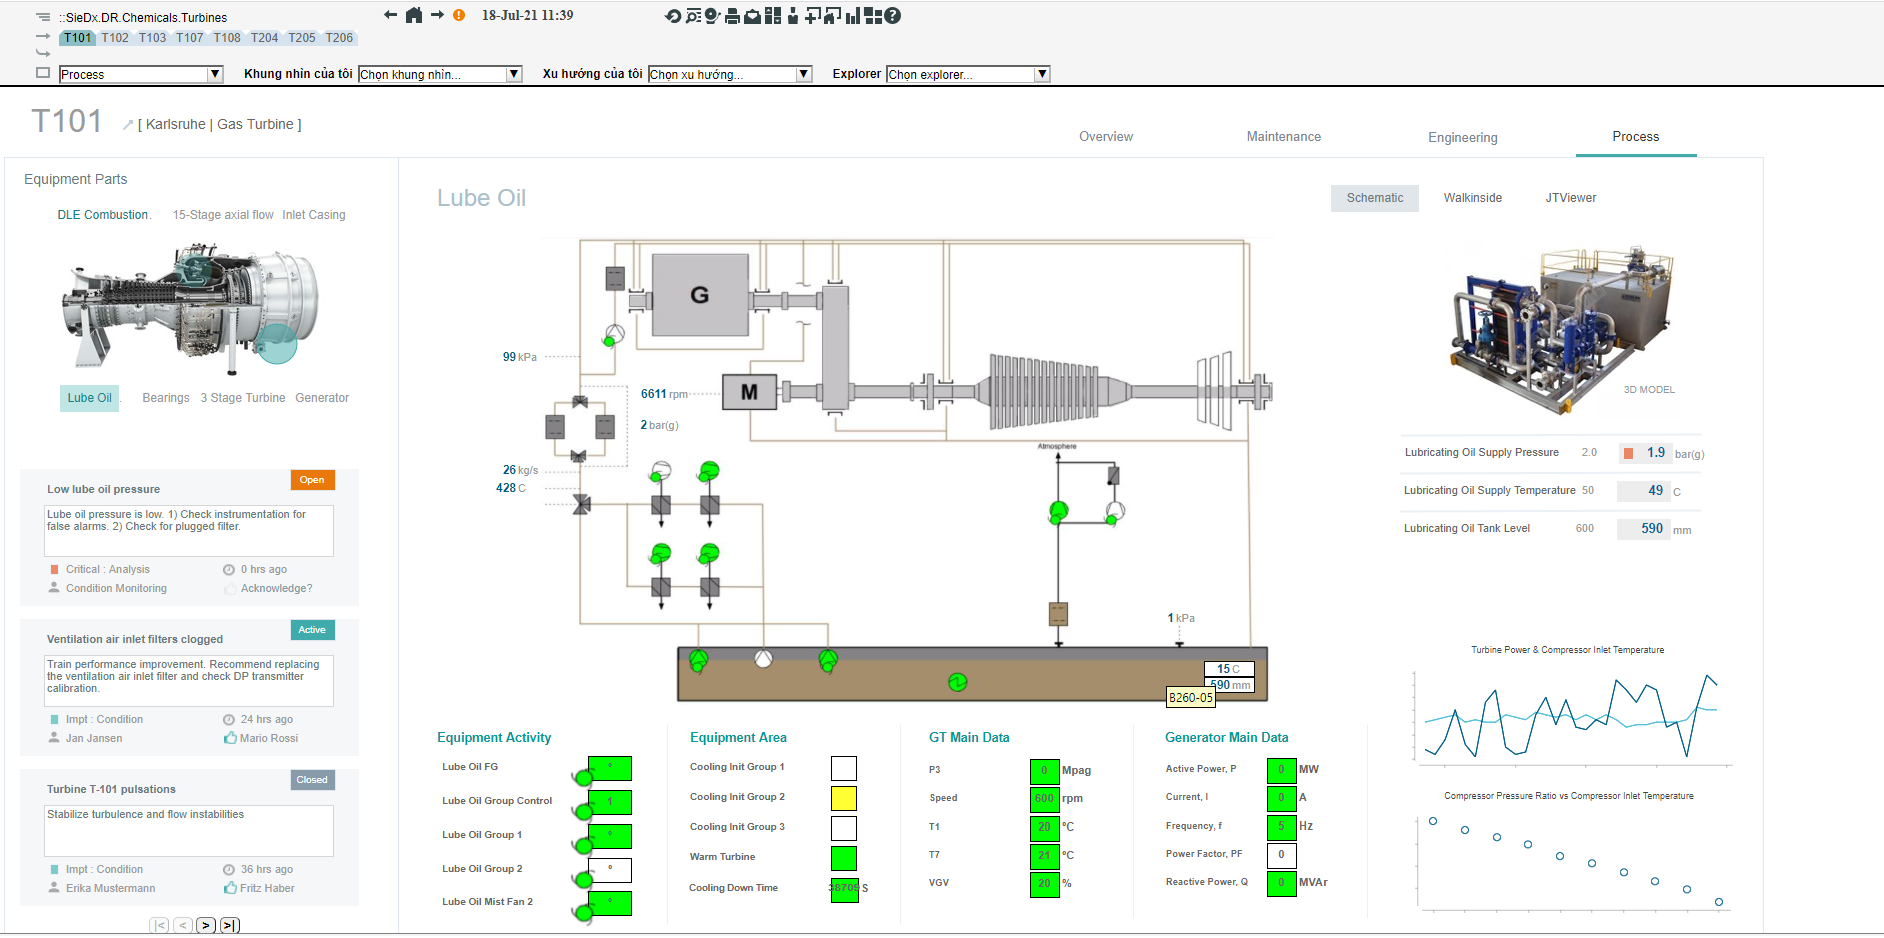 ::SieDx.DR.Chemicals.Turbines
18-Jul-21 11:39
T101 T102 T103 T107 T108 T204 T205 T206
Process
Khung nhìn của tôi Chọn khung nhìn...
Xu hướng của tôi Chọn xu hướng...
Explorer Chọn explorer...
T101 [ Karlsruhe | Gas Turbine ]
Overview Maintenance Engineering Process
Equipment Parts
DLE Combustion. 15-Stage axial flow Inlet Casing
Lube Oil. Bearings 3 Stage Turbine Generator
Low lube oil pressure
Open
Lube oil pressure is low. 1) Check instrumentation for
false alarms. 2) Check for plugged filter.
Critical : Analysis 0 hrs ago
Condition Monitoring Acknowledge?
Ventilation air inlet filters clogged
Active
Train performance improvement. Recommend replacing
the ventilation air inlet filter and check DP transmitter
calibration.
Impt : Condition 24 hrs ago
Jan Jansen Mario Rossi
Turbine T-101 pulsations
Closed
Stabilize turbulence and flow instabilities
Impt : Condition 36 hrs ago
Erika Mustermann Fritz Haber
|< < > >|
Lube Oil
Schematic Walkinside JTViewer
G
99 kPa
6611 rpm
M
2 bar(g)
26 kg/s
428 C
Atmosphere
1 kPa
15 C
590 mm
B260-05
3D MODEL
Lubricating Oil Supply Pressure 2.0 1.9 bar(g)
Lubricating Oil Supply Temperature 50 49 C
Lubricating Oil Tank Level 600 590 mm
Equipment Activity
Lube Oil FG
Lube Oil Group Control 1
Lube Oil Group 1
Lube Oil Group 2
Lube Oil Mist Fan 2
Equipment Area
Cooling Init Group 1
Cooling Init Group 2
Cooling Init Group 3
Warm Turbine
Cooling Down Time 38709 S
GT Main Data
P3 0 Mpag
Speed 600 rpm
T1 20 °C
T7 21 °C
VGV 20 %
Generator Main Data
Active Power, P 0 MW
Current, I 0 A
Frequency, f 5 Hz
Power Factor, PF 0
Reactive Power, Q 0 MVAr
Turbine Power & Compressor Inlet Temperature
Compressor Pressure Ratio vs Compressor Inlet Temperature